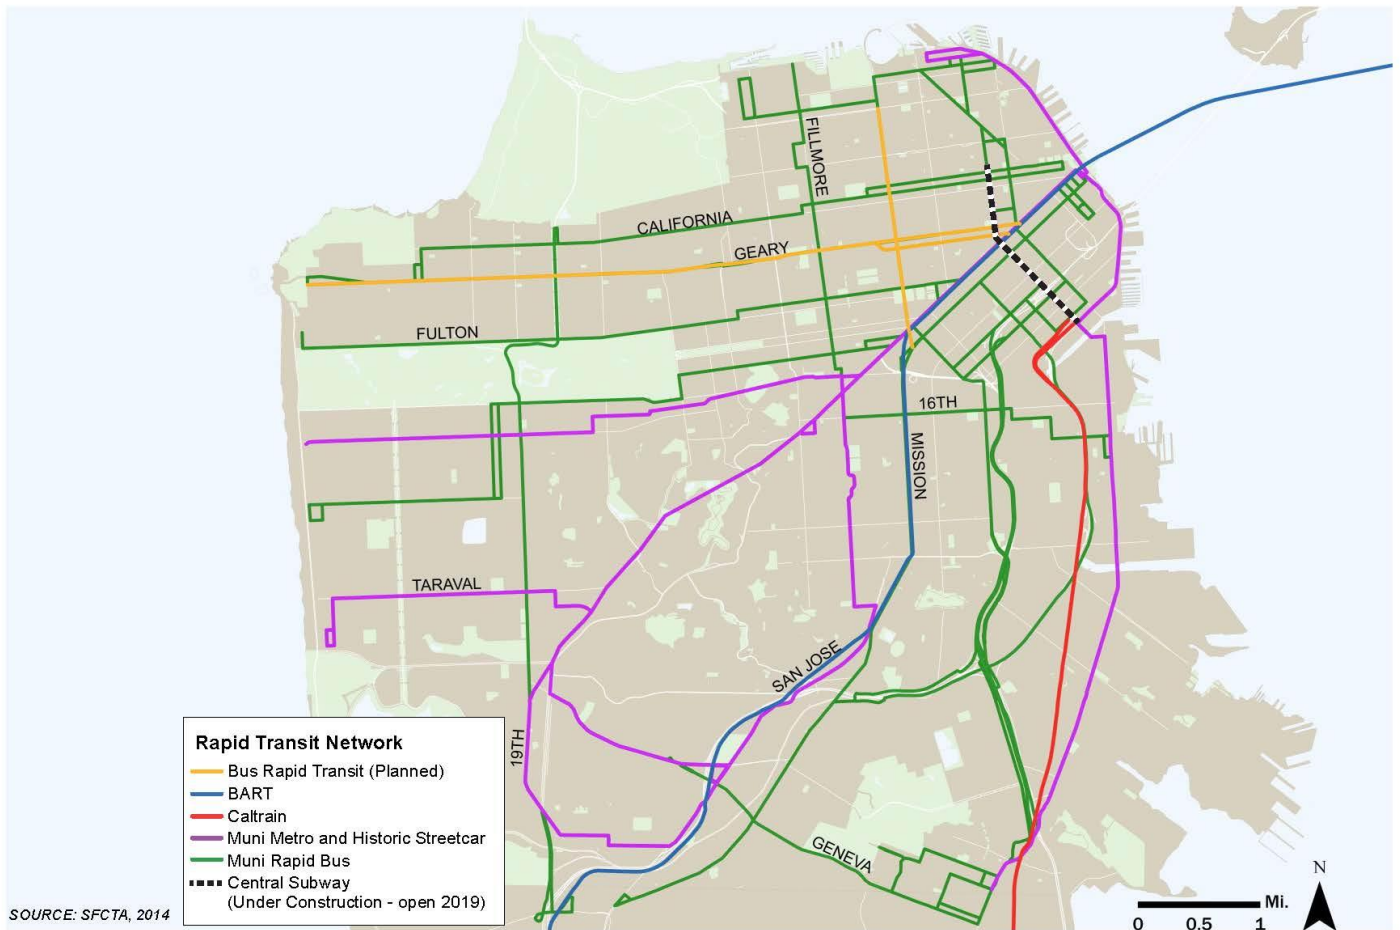 FILLMORE
CALIFORNIA
GEARY
FULTON
16TH
MISSION
TARAVAL
SAN JOSE
19TH
GENEVA
Rapid Transit Network
Bus Rapid Transit (Planned)
BART
Caltrain
Muni Metro and Historic Streetcar
Muni Rapid Bus
Central Subway
(Under Construction - open 2019)
SOURCE: SFCTA, 2014
N
Mi.
0 0.5 1